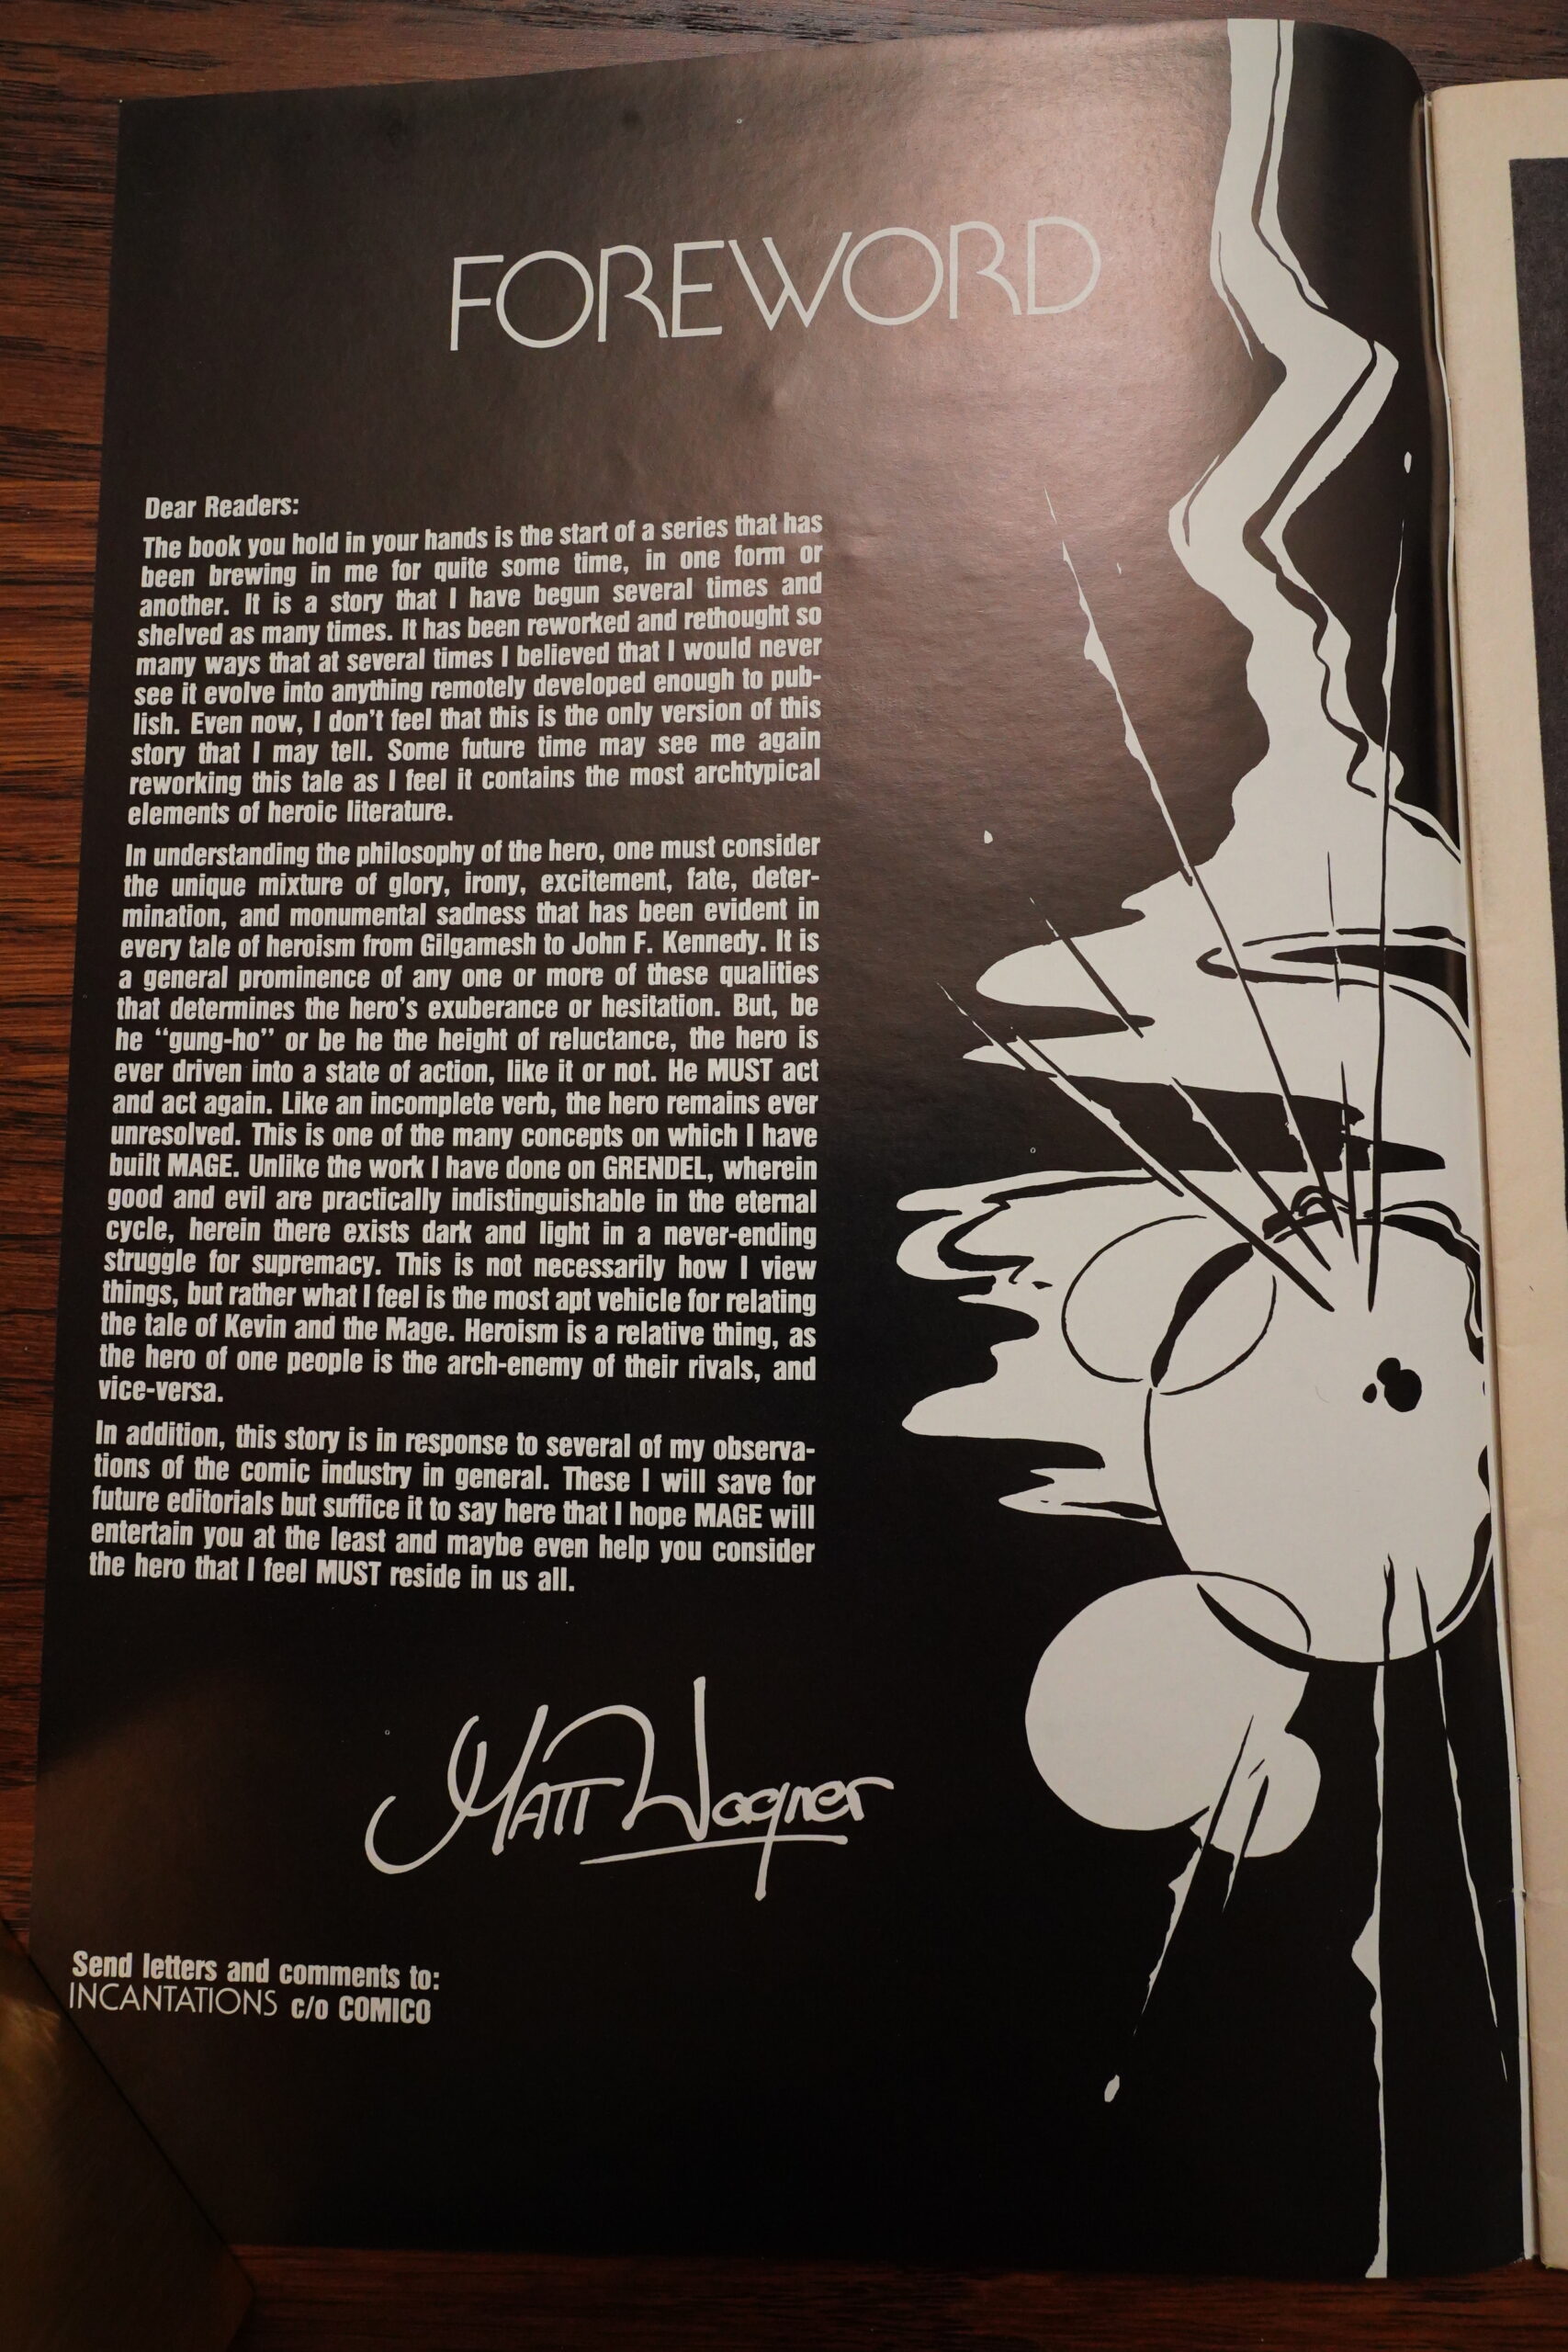 FOREWORD
Dear Readers:
The book you hold in your hands is the start of a series that has
been brewing in me for quite some time, in one form or
another. It is a story that I have begun several times and
shelved as many times. It has been reworked and rethought so
many ways that at several times I believed that I would never
see it evolve into anything remotely developed enough to pub-
lish. Even now, I don't feel that this is the only version of this
story that I may tell. Some future time may see me again
reworking this tale as I feel it contains the most archtypical
elements of heroic literature.
In understanding the philosophy of the hero, one must consider
the unique mixture of glory, irony, excitement, fate, deter-
mination, and monumental sadness that has been evident in
every tale of heroism from Gilgamesh to John F. Kennedy. It is
a general prominence of any one or more of these qualities
that determines the hero's exuberance or hesitation. But, be
he "gung-ho" or be he the height of reluctance, the hero is
ever driven into a state of action, like it or not. He MUST act
and act again. Like an incomplete verb, the hero remains ever
unresolved. This is one of the many concepts on which I have
built MAGE. Unlike the work I have done on GRENDEL, wherein
good and evil are practically indistinguishable in the eternal
cycle, herein there exists dark and light in a never-ending
struggle for supremacy. This is not necessarily how I view
things, but rather what I feel is the most apt vehicle for relating
the tale of Kevin and the Mage. Heroism is a relative thing, as
the hero of one people is the arch-enemy of their rivals, and
vice-versa.
In addition, this story is in response to several of my observa-
tions of the comic industry in general. These I will save for
future editorials but suffice it to say here that I hope MAGE will
entertain you at the least and maybe even help you consider
the hero that I feel MUST reside in us all.
Matt Wagner
Send letters and comments to:
INCANTATIONS c/o COMICO